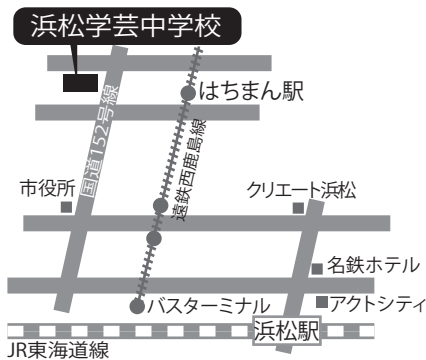 浜松学芸中学校
はちまん駅
国道152号線
遠鉄西鹿島線
市役所
クリエート浜松
名鉄ホテル
バスターミナル
アクトシティ
浜松駅
JR東海道線